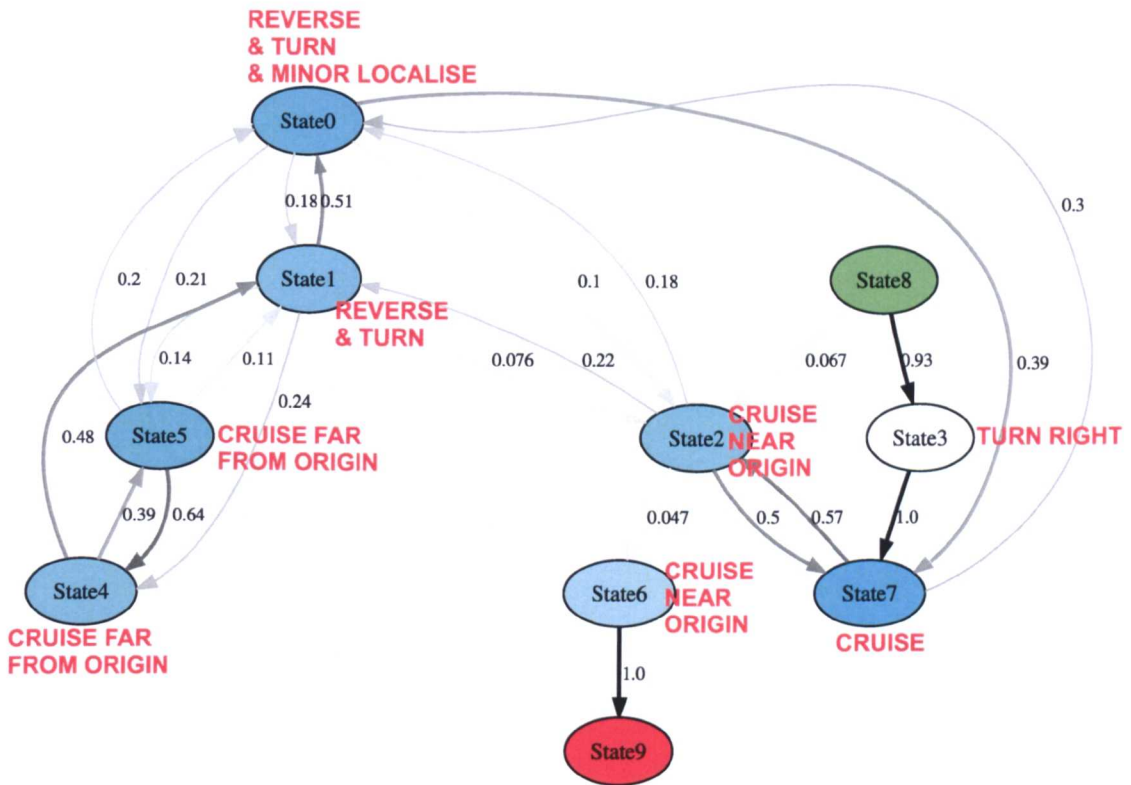 REVERSE
& TURN
& MINOR LOCALISE
State0
0.18
0.51
0.3
0.2
0.21
State1
0.1
0.18
State8
REVERSE
& TURN
0.14
0.11
0.076
0.22
0.067
0.93
0.39
0.24
State5
CRUISE FAR
FROM ORIGIN
0.48
State2
CRUISE
NEAR
ORIGIN
State3
TURN RIGHT
0.39
0.64
0.047
0.5
0.57
1.0
State4
State6
CRUISE
NEAR
ORIGIN
State7
CRUISE FAR
FROM ORIGIN
CRUISE
1.0
State9